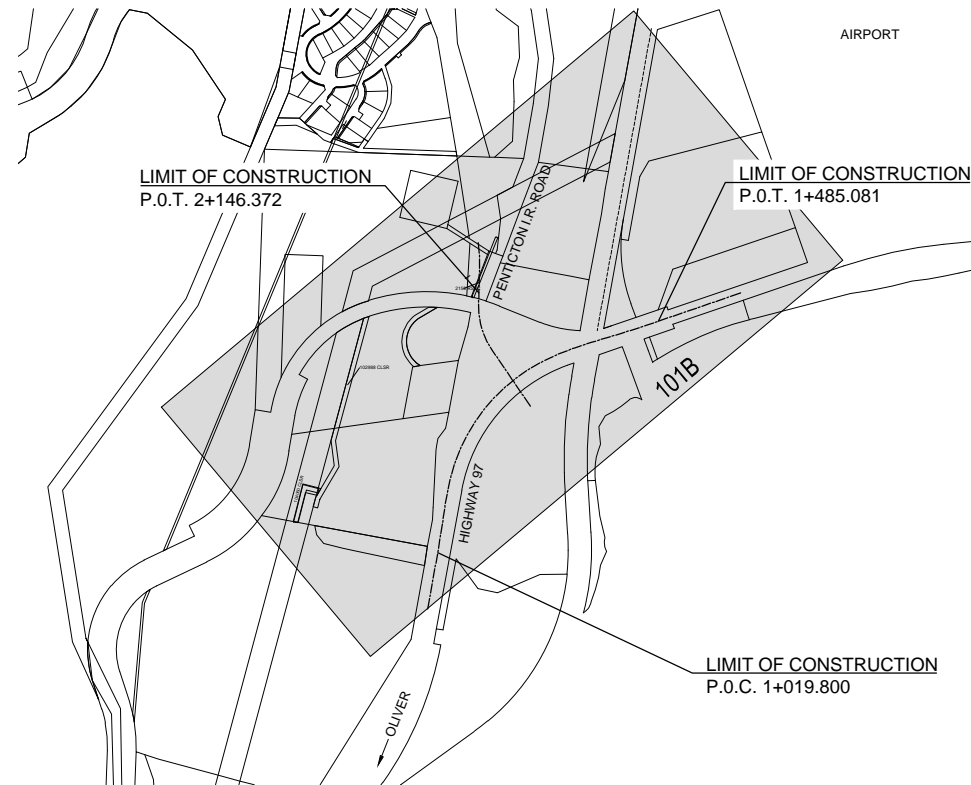 AIRPORT
LIMIT OF CONSTRUCTION
P.0.T. 2+146.372
LIMIT OF CONSTRUCTION
P.0.T. 1+485.081
PENTICTON I.R. ROAD
101B
HIGHWAY 97
LIMIT OF CONSTRUCTION
P.0.C. 1+019.800
OLIVER